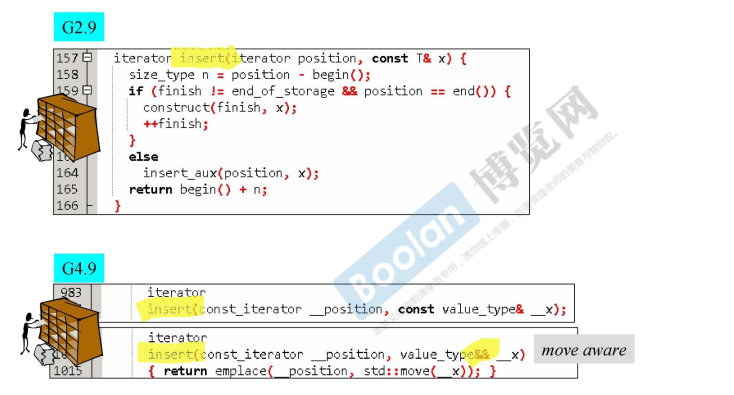 G2.9
157 iterator insert(iterator position, const T& x) {
158 size_type n = position - begin();
159 if (finish != end_of_storage && position == end()) {
construct(finish, x);
++finish;
}
else
164 insert_aux(position, x);
165 return begin() + n;
166 }
Boolan 博览网
G4.9
983 iterator
insert(const_iterator __position, const value_type& __x);
iterator
insert(const_iterator __position, value_type&& __x)
move aware
1015 { return emplace(__position, std::move(__x)); }